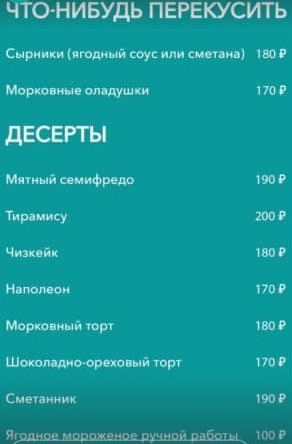 ЧТО-НИБУДЬ ПЕРЕКУСИТЬ
Сырники (ягодный соус или сметана) 180 ₽
Морковные оладушки 170 ₽
ДЕСЕРТЫ
Мятный семифредо 190 ₽
Тирамису 200 ₽
Чизкейк 180 ₽
Наполеон 170 ₽
Морковный торт 180 ₽
Шоколадно-ореховый торт 170 ₽
Сметанник 190 ₽
Ягодное мороженое ручной работы 100 ₽